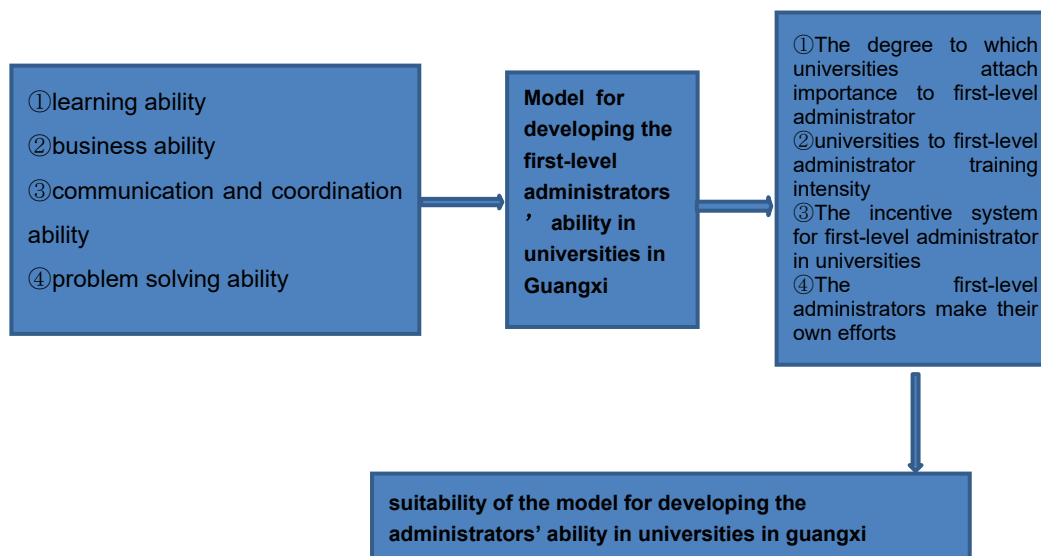 ①learning ability
②business ability
③communication and coordination
ability
④problem solving ability
Model for
developing the
first-level
administrators
’ ability in
universities in
Guangxi
①The degree to which
universities attach
importance to first-level
administrator
②universities to first-level
administrator training
intensity
③The incentive system
for first-level administrator
in universities
④The first-level
administrators make their
own efforts
suitability of the model for developing the
administrators’ ability in universities in guangxi